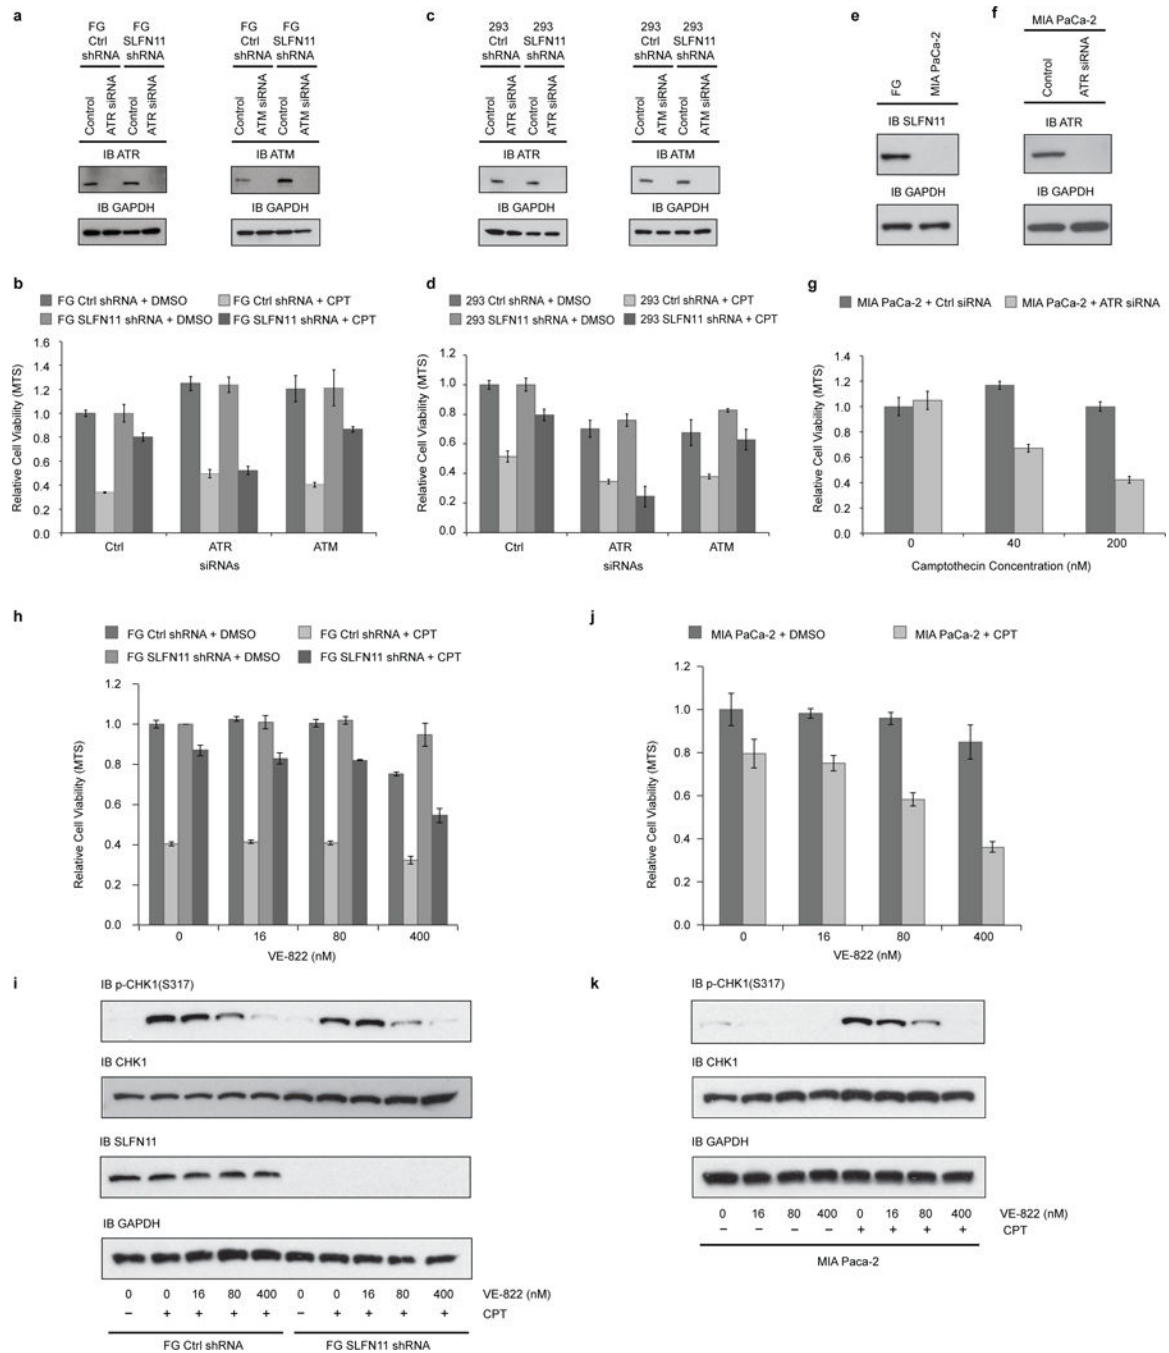 a
FG FG
Ctrl SLFN11
shRNA shRNA
Control
ATR siRNA
Control
ATR siRNA
IB ATR
IB GAPDH
FG FG
Ctrl SLFN11
shRNA shRNA
Control
ATM siRNA
Control
ATM siRNA
IB ATM
IB GAPDH
c
293 293
Ctrl SLFN11
shRNA shRNA
Control
ATR siRNA
Control
ATR siRNA
IB ATR
IB GAPDH
293 293
Ctrl SLFN11
shRNA shRNA
Control
ATM siRNA
Control
ATM siRNA
IB ATM
IB GAPDH
e
FG
MIA PaCa-2
IB SLFN11
IB GAPDH
f
MIA PaCa-2
Control
ATR siRNA
IB ATR
IB GAPDH
b
FG Ctrl shRNA + DMSO FG Ctrl shRNA + CPT
FG SLFN11 shRNA + DMSO FG SLFN11 shRNA + CPT
Relative Cell Viability (MTS)
1.6
1.4
1.2
1.0
0.8
0.6
0.4
0.2
0.0
Ctrl ATR ATM
siRNAs
d
293 Ctrl shRNA + DMSO 293 Ctrl shRNA + CPT
293 SLFN11 shRNA + DMSO 293 SLFN11 shRNA + CPT
Relative Cell Viability (MTS)
1.2
1.0
0.8
0.6
0.4
0.2
0.0
Ctrl ATR ATM
siRNAs
g
MIA PaCa-2 + Ctrl siRNA MIA PaCa-2 + ATR siRNA
Relative Cell Viability (MTS)
1.4
1.2
1.0
0.8
0.6
0.4
0.2
0.0
0 40 200
Camptothecin Concentration (nM)
h
FG Ctrl shRNA + DMSO FG Ctrl shRNA + CPT
FG SLFN11 shRNA + DMSO FG SLFN11 shRNA + CPT
Relative Cell Viability (MTS)
1.2
1.0
0.8
0.6
0.4
0.2
0.0
0 16 80 400
VE-822 (nM)
j
MIA PaCa-2 + DMSO MIA PaCa-2 + CPT
Relative Cell Viability (MTS)
1.2
1.0
0.8
0.6
0.4
0.2
0.0
0 16 80 400
VE-822 (nM)
i
IB p-CHK1(S317)
IB CHK1
IB SLFN11
IB GAPDH
0 0 16 80 400 0 0 16 80 400 VE-822 (nM)
– + + + + – + + + + CPT
FG Ctrl shRNA FG SLFN11 shRNA
k
IB p-CHK1(S317)
IB CHK1
IB GAPDH
0 16 80 400 0 16 80 400 VE-822 (nM)
– – – – + + + + CPT
MIA Paca-2